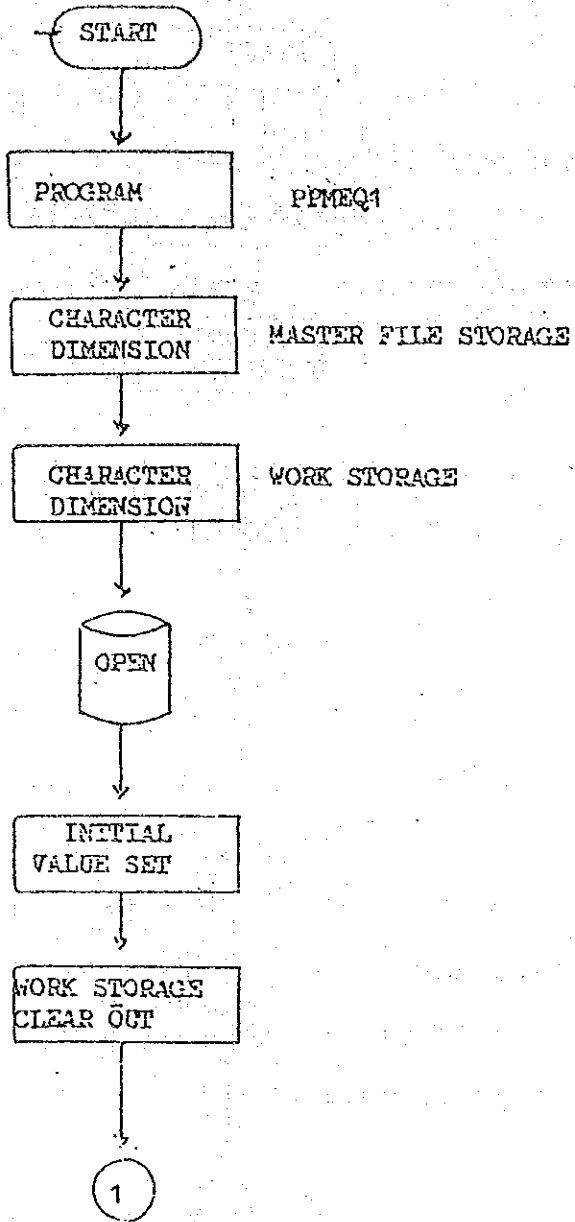 START
PROGRAM
PPMEQ1
CHARACTER
DIMENSION
MASTER FILE STORAGE
CHARACTER
DIMENSION
WORK STORAGE
OPEN
INITIAL
VALUE SET
WORK STORAGE
CLEAR OUT
1